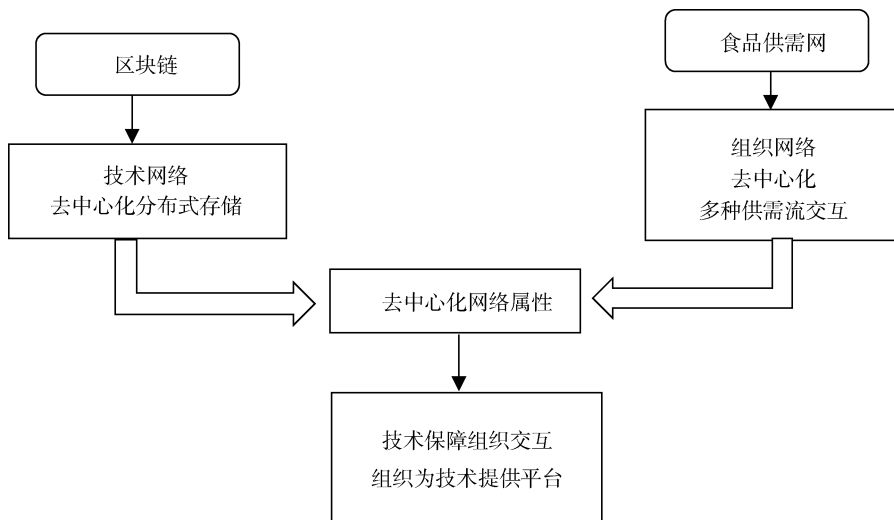 区块链
食品供需网
技术网络
去中心化分布式存储
组织网络
去中心化
多种供需流交互
去中心化网络属性
技术保障组织交互
组织为技术提供平台